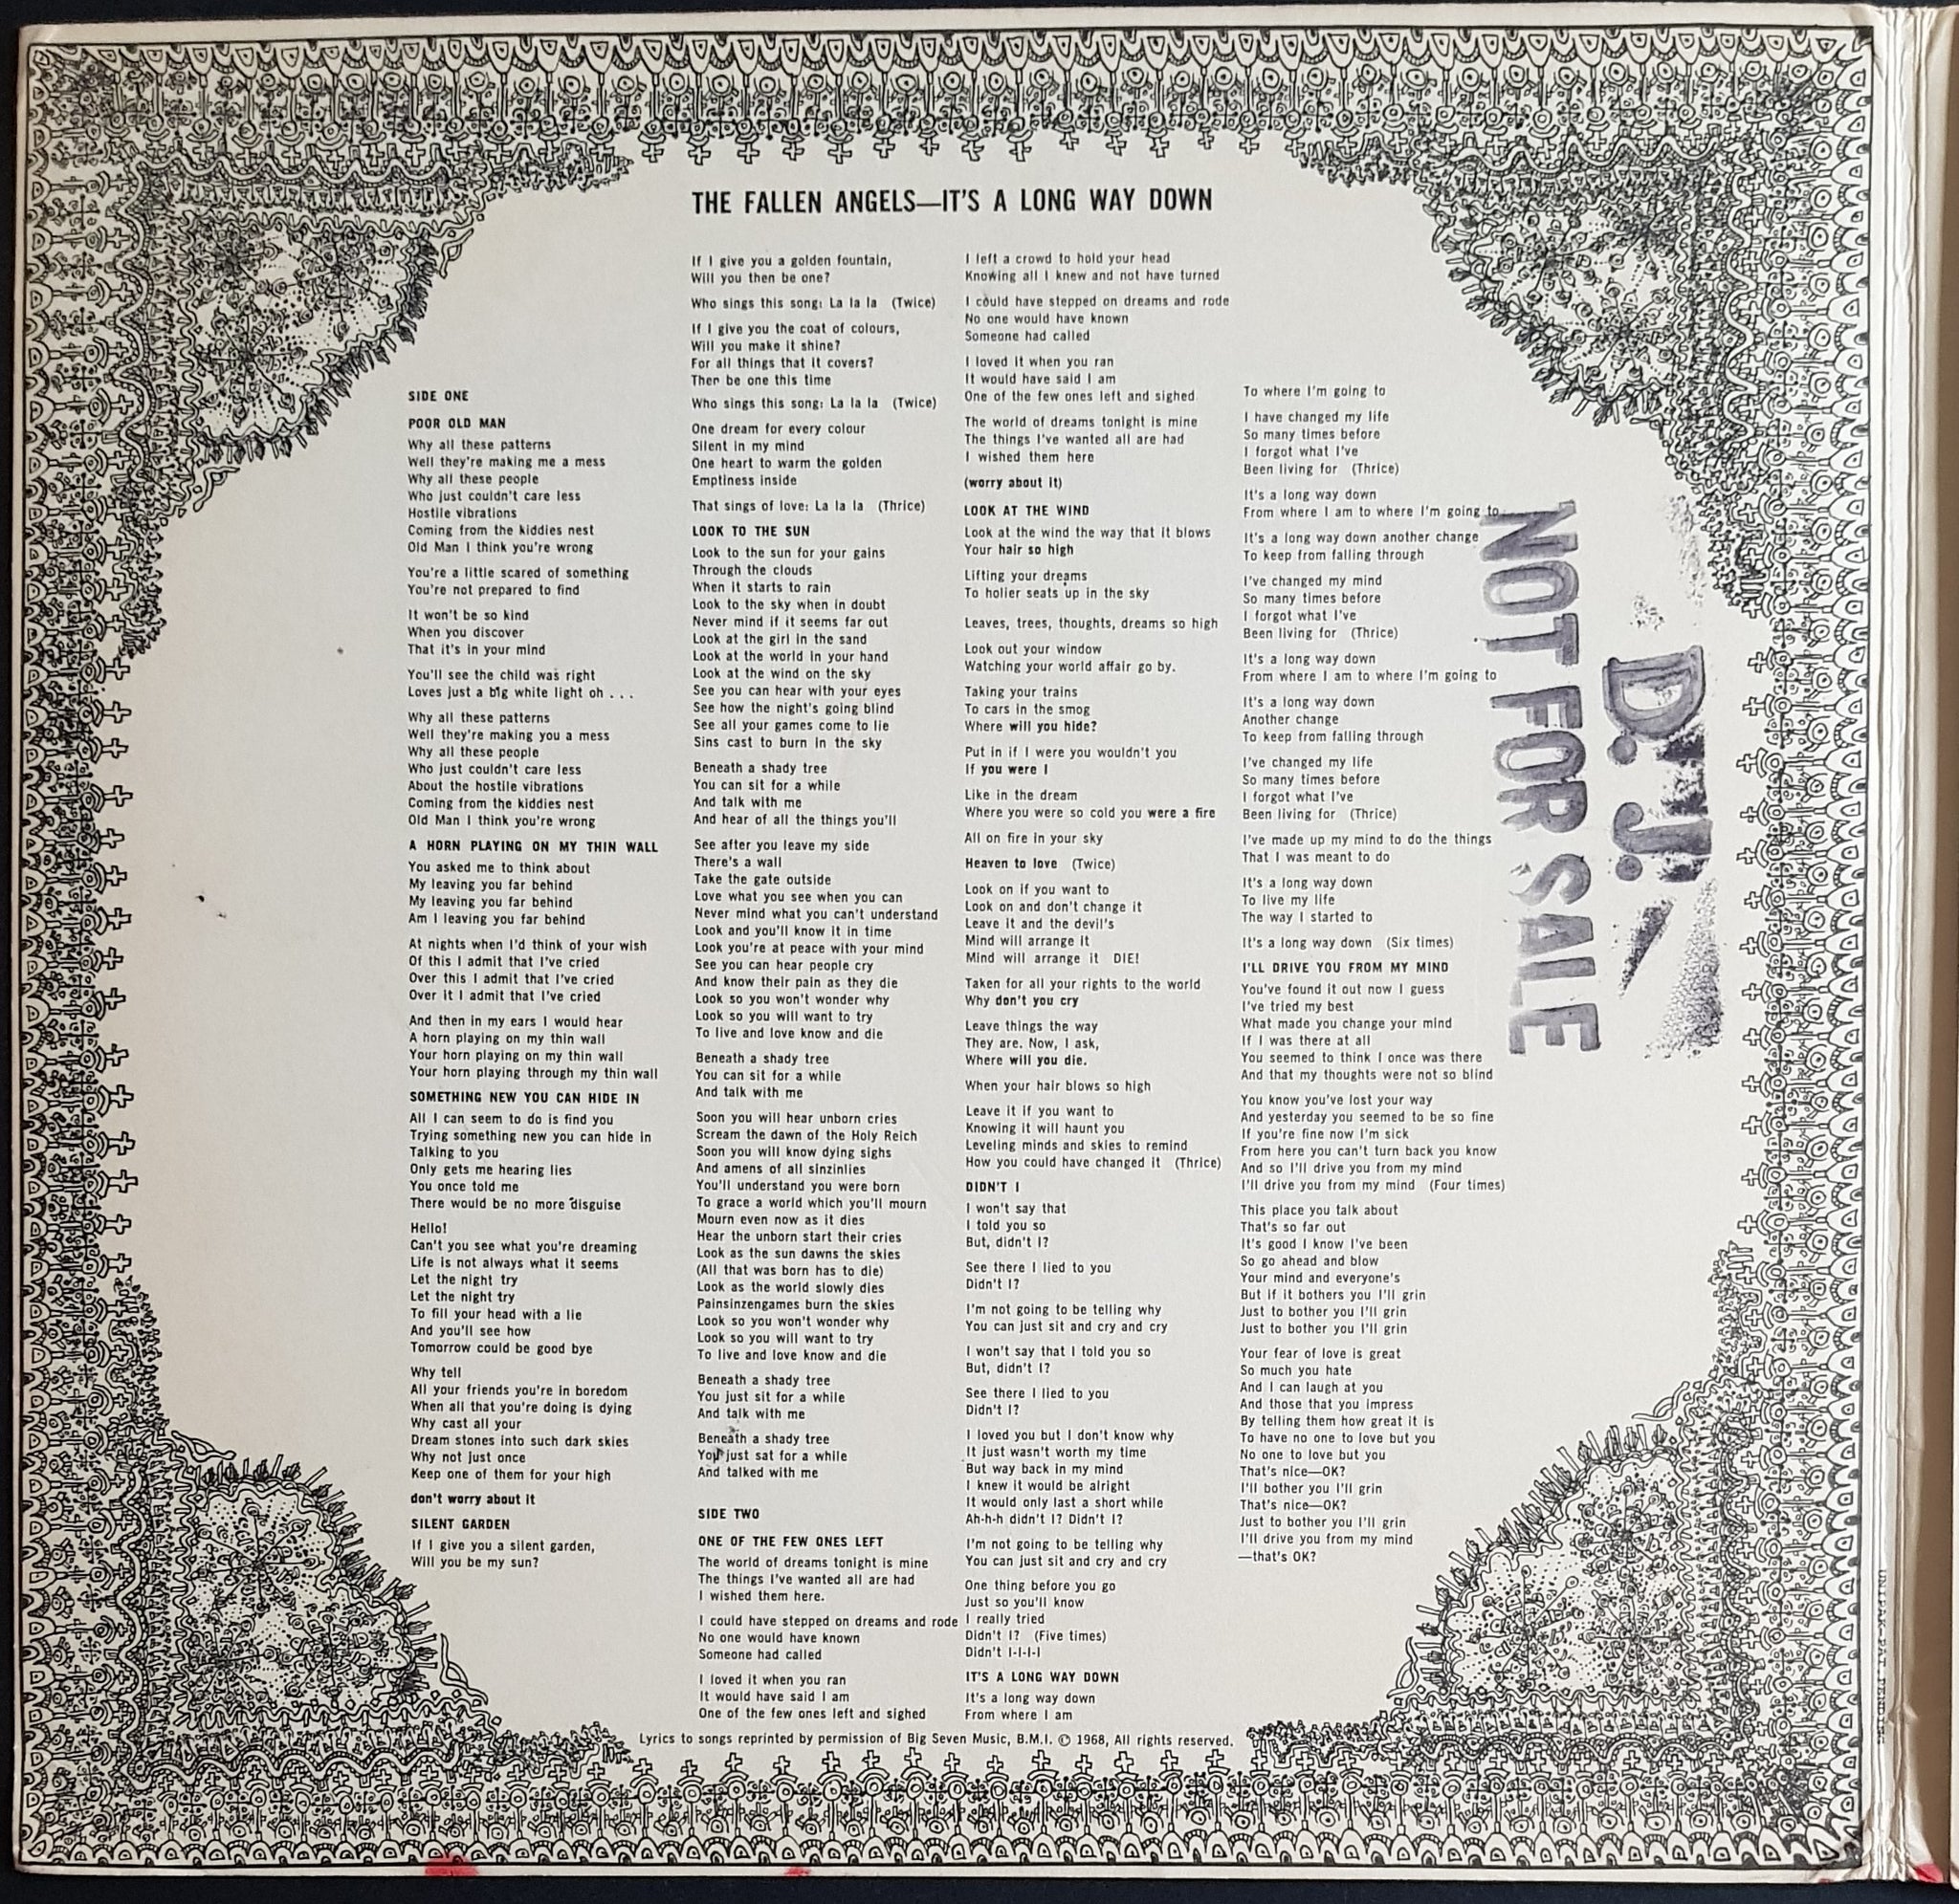 THE FALLEN ANGELS—IT'S A LONG WAY DOWN
SIDE ONE
POOR OLD MAN
Why all these patterns
Well they're making me a mess
Why all these people
Who just couldn't care less
Hostile vibrations
Coming from the kiddies nest
Old Man I think you're wrong
You're a little scared of something
You're not prepared to find
It won't be so kind
When you discover
That it's in your mind
You'll see the child was right
Loves just a big white light oh . . .
Why all these patterns
Well they're making you a mess
Why all these people
Who just couldn't care less
About the hostile vibrations
Coming from the kiddies nest
Old Man I think you're wrong
A HORN PLAYING ON MY THIN WALL
You asked me to think about
My leaving you far behind
My leaving you far behind
Am I leaving you far behind
At nights when I'd think of your wish
Of this I admit that I've cried
Over this I admit that I've cried
Over it I admit that I've cried
And then in my ears I would hear
A horn playing on my thin wall
Your horn playing on my thin wall
Your horn playing through my thin wall
SOMETHING NEW YOU CAN HIDE IN
All I can seem to do is find you
Trying something new you can hide in
Talking to you
Only gets me hearing lies
You once told me
There would be no more disguise
Hello!
Can't you see what you're dreaming
Life is not always what it seems
Let the night try
Let the night try
To fill your head with a lie
And you'll see how
Tomorrow could be good bye
Why tell
All your friends you're in boredom
When all that you're doing is dying
Why cast all your
Dream stones into such dark skies
Why not just once
Keep one of them for your high
don't worry about it
SILENT GARDEN
If I give you a silent garden,
Will you be my sun?
If I give you a golden fountain,
Will you then be one?
Who sings this song: La la la (Twice)
If I give you the coat of colours,
Will you make it shine?
For all things that it covers?
Then be one this time
Who sings this song: La la la (Twice)
One dream for every colour
Silent in my mind
One heart to warm the golden
Emptiness inside
That sings of love: La la la (Thrice)
LOOK TO THE SUN
Look to the sun for your gains
Through the clouds
When it starts to rain
Look to the sky when in doubt
Never mind if it seems far out
Look at the girl in the sand
Look at the world in your hand
Look at the wind on the sky
See you can hear with your eyes
See how the night's going blind
See all your games come to lie
Sins cast to burn in the sky
Beneath a shady tree
You can sit for a while
And talk with me
And hear of all the things you'll
See after you leave my side
There's a wall
Take the gate outside
Love what you see when you can
Never mind what you can't understand
Look and you'll know it in time
Look you're at peace with your mind
See you can hear people cry
And know their pain as they die
Look so you won't wonder why
Look so you will want to try
To live and love know and die
Beneath a shady tree
You can sit for a while
And talk with me
Soon you will hear unborn cries
Scream the dawn of the Holy Reich
Soon you will know dying sighs
And amens of all sinzinlies
You'll understand you were born
To grace a world which you'll mourn
Mourn even now as it dies
Hear the unborn start their cries
Look as the sun dawns the skies
(All that was born has to die)
Look as the world slowly dies
Painsinzengames burn the skies
Look so you won't wonder why
Look so you will want to try
To live and love know and die
Beneath a shady tree
You just sit for a while
And talk with me
Beneath a shady tree
You just sat for a while
And talked with me
SIDE TWO
ONE OF THE FEW ONES LEFT
The world of dreams tonight is mine
The things I've wanted all are had
I wished them here.
I could have stepped on dreams and rode
No one would have known
Someone had called
I loved it when you ran
It would have said I am
One of the few ones left and sighed
I left a crowd to hold your head
Knowing all I knew and not have turned
I could have stepped on dreams and rode
No one would have known
Someone had called
I loved it when you ran
It would have said I am
One of the few ones left and sighed
The world of dreams tonight is mine
The things I've wanted all are had
I wished them here
(worry about it)
LOOK AT THE WIND
Look at the wind the way that it blows
Your hair so high
Lifting your dreams
To holier seats up in the sky
Leaves, trees, thoughts, dreams so high
Look out your window
Watching your world affair go by.
Taking your trains
To cars in the smog
Where will you hide?
Put in if I were you wouldn't you
If you were I
Like in the dream
Where you were so cold you were a fire
All on fire in your sky
Heaven to love (Twice)
Look on if you want to
Look on and don't change it
Leave it and the devil's
Mind will arrange it
Mind will arrange it DIE!
Taken for all your rights to the world
Why don't you cry
Leave things the way
They are. Now, I ask,
Where will you die.
When your hair blows so high
Leave it if you want to
Knowing it will haunt you
Leveling minds and skies to remind
How you could have changed it (Thrice)
DIDN'T I
I won't say that
I told you so
But, didn't I?
See there I lied to you
Didn't I?
I'm not going to be telling why
You can just sit and cry and cry
I won't say that I told you so
But, didn't I?
See there I lied to you
Didn't I?
I loved you but I don't know why
It just wasn't worth my time
But way back in my mind
I knew it would be alright
It would only last a short while
Ah-h-h didn't I? Didn't I?
I'm not going to be telling why
You can just sit and cry and cry
One thing before you go
Just so you'll know
I really tried
Didn't I? (Five times)
Didn't I-I-I-I
IT'S A LONG WAY DOWN
It's a long way down
From where I am
To where I'm going to
I have changed my life
So many times before
I forgot what I've
Been living for (Thrice)
It's a long way down
From where I am to where I'm going to
It's a long way down another change
To keep from falling through
I've changed my mind
So many times before
I forgot what I've
Been living for (Thrice)
It's a long way down
From where I am to where I'm going to
It's a long way down
Another change
To keep from falling through
I've changed my life
So many times before
I forgot what I've
Been living for (Thrice)
I've made up my mind to do the things
That I was meant to do
It's a long way down
To live my life
The way I started to
It's a long way down (Six times)
I'LL DRIVE YOU FROM MY MIND
You've found it out now I guess
I've tried my best
What made you change your mind
If I was there at all
You seemed to think I once was there
And that my thoughts were not so blind
You know you've lost your way
And yesterday you seemed to be so fine
If you're fine now I'm sick
From here you can't turn back you know
And so I'll drive you from my mind
I'll drive you from my mind (Four times)
This place you talk about
That's so far out
It's good I know I've been
So go ahead and blow
Your mind and everyone's
But if it bothers you I'll grin
Just to bother you I'll grin
Just to bother you I'll grin
Your fear of love is great
So much you hate
And I can laugh at you
And those that you impress
By telling them how great it is
To have no one to love but you
No one to love but you
That's nice—OK?
I'll bother you I'll grin
That's nice—OK?
Just to bother you I'll grin
I'll drive you from my mind
—that's OK?
Lyrics to songs reprinted by permission of Big Seven Music, B.M.I. © 1968, All rights reserved.
D.J.
NOT FOR SALE